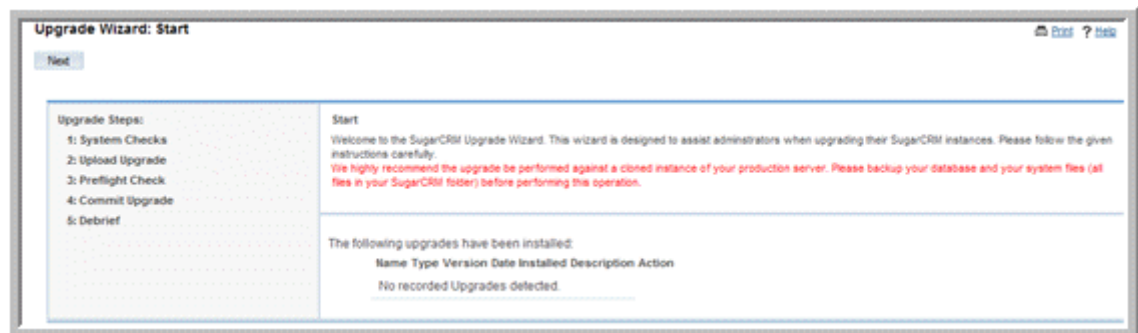 Upgrade Wizard: Start
Print ? Help
Next
Upgrade Steps:
1: System Checks
2: Upload Upgrade
3: Preflight Check
4: Commit Upgrade
5: Debrief
Start
Welcome to the SugarCRM Upgrade Wizard. This wizard is designed to assist adminstrators when upgrading their SugarCRM instances. Please follow the given
instructions carefully.
We highly recommend the upgrade be performed against a cloned instance of your production server. Please backup your database and your system files (all
files in your SugarCRM folder) before performing this operation.
The following upgrades have been installed:
Name Type Version Date Installed Description Action
No recorded Upgrades detected.